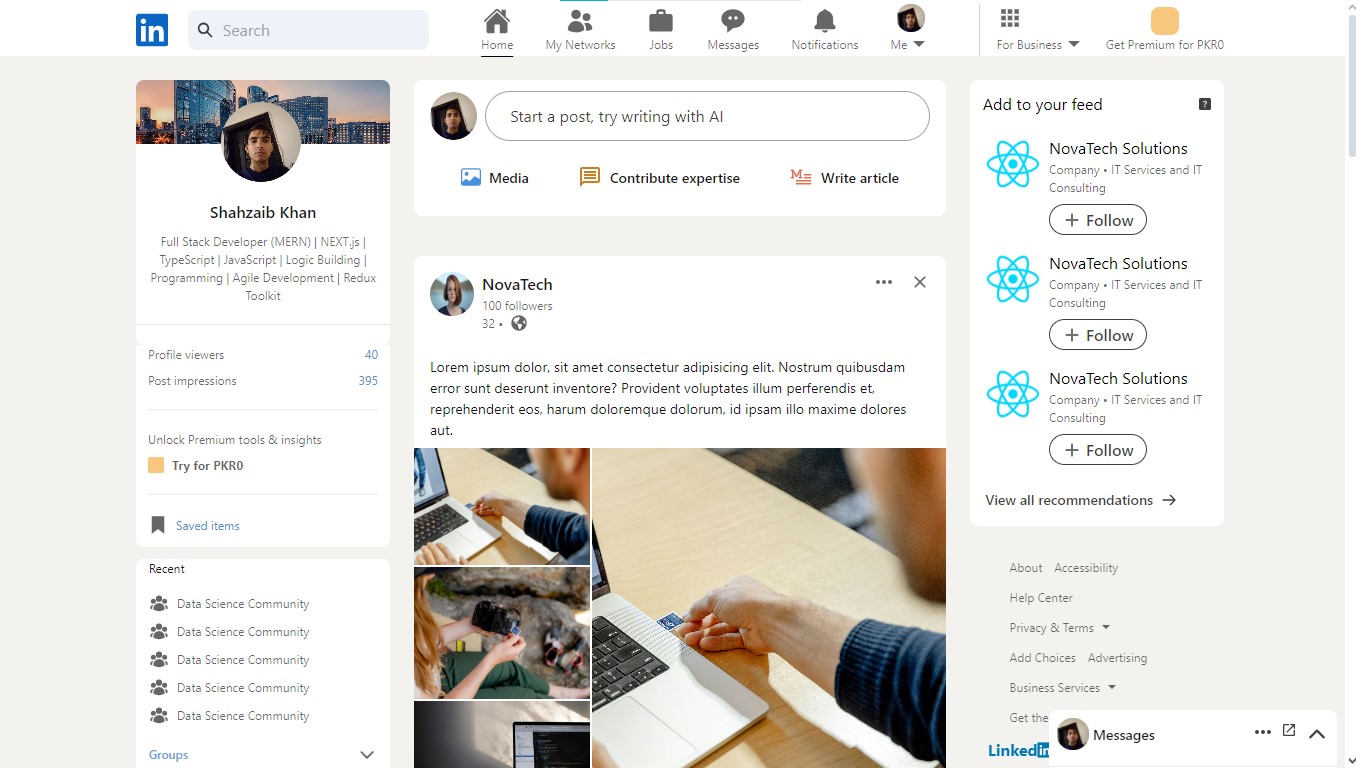 in
Search
Home
My Networks
Jobs
Messages
Notifications
Me
For Business
Get Premium for PKR0
Shahzaib Khan
Full Stack Developer (MERN) | NEXT.js |
TypeScript | JavaScript | Logic Building |
Programming | Agile Development | Redux
Toolkit
Profile viewers 40
Post impressions 395
Unlock Premium tools & insights
Try for PKR0
Saved items
Recent
Data Science Community
Data Science Community
Data Science Community
Data Science Community
Data Science Community
Groups
Start a post, try writing with AI
Media
Contribute expertise
Write article
NovaTech
100 followers
32 •
Lorem ipsum dolor, sit amet consectetur adipisicing elit. Nostrum quibusdam
error sunt deserunt inventore? Provident voluptates illum perferendis et,
reprehenderit eos, harum doloremque dolorum, id ipsam illo maxime dolores
aut.
Add to your feed
?
NovaTech Solutions
Company • IT Services and IT
Consulting
+ Follow
NovaTech Solutions
Company • IT Services and IT
Consulting
+ Follow
NovaTech Solutions
Company • IT Services and IT
Consulting
+ Follow
View all recommendations →
About Accessibility
Help Center
Privacy & Terms
Add Choices Advertising
Business Services
Get the
Linkedin
Messages